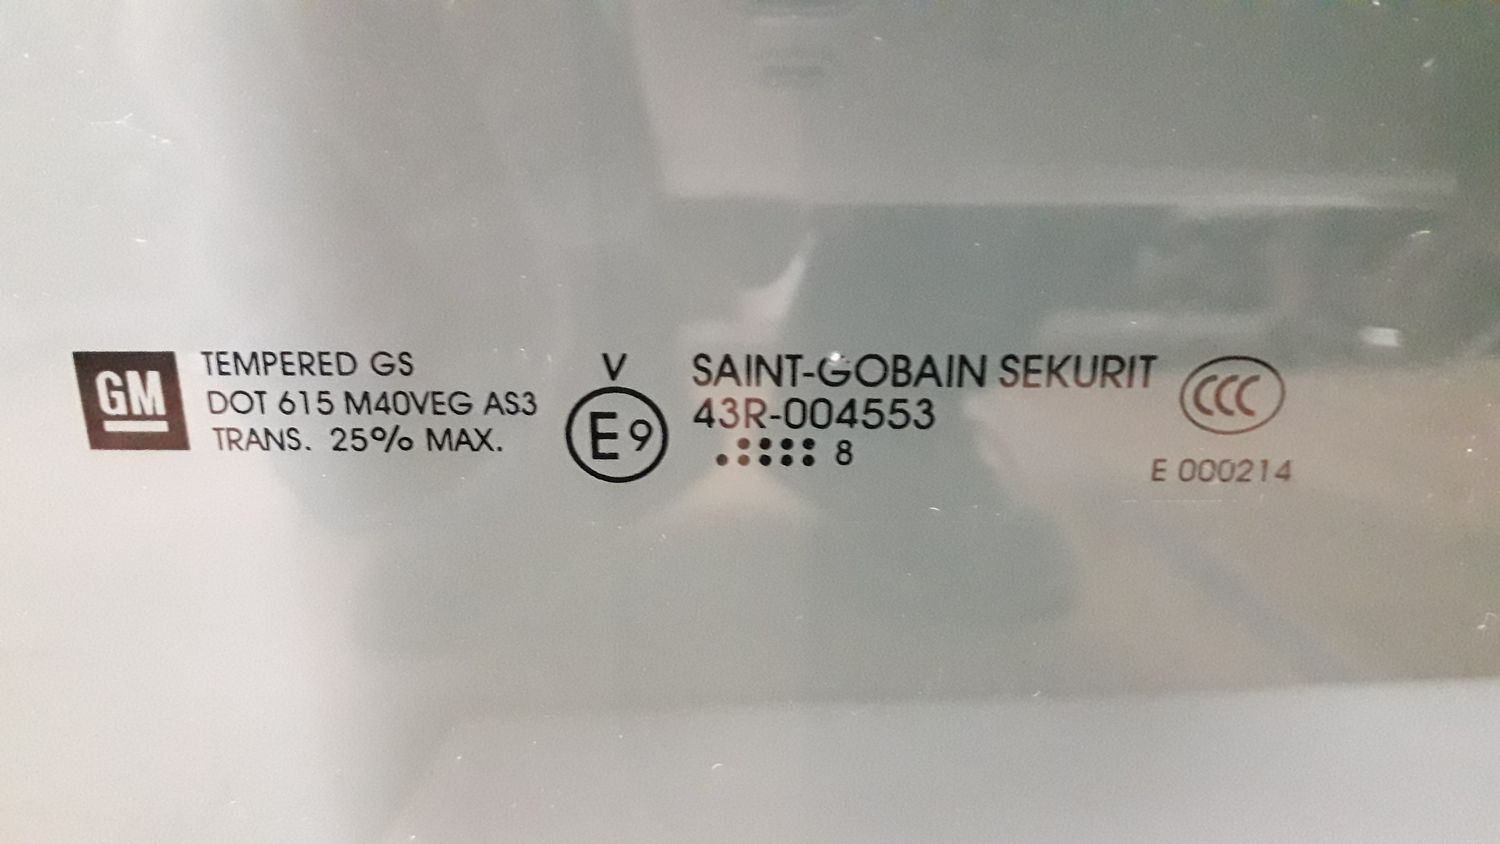 GM
TEMPERED GS
DOT 615 M40VEG AS3
TRANS. 25% MAX.
V
E9
SAINT-GOBAIN SEKURIT
43R-004553
8
CCC
E 000214